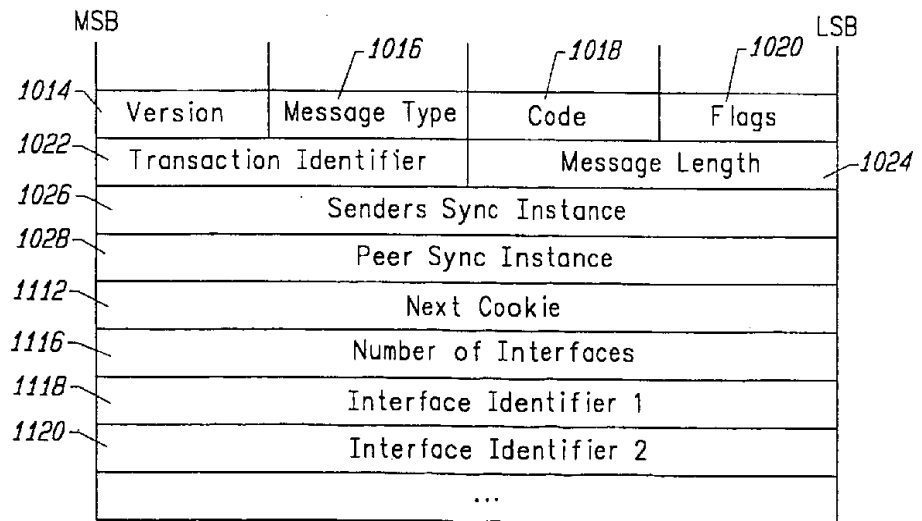 MSB LSB
1016 1018 1020
1014 Version Message Type Code Flags
1022 Transaction Identifier Message Length 1024
1026 Senders Sync Instance
1028 Peer Sync Instance
1112 Next Cookie
1116 Number of Interfaces
1118 Interface Identifier 1
1120 Interface Identifier 2
...